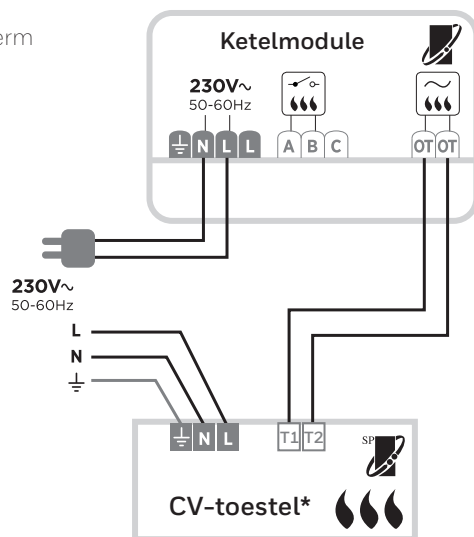 erm
Ketelmodule
230V~
50-60Hz
N L L A B C OT OT
230V~
50-60Hz
L
N
N L T1 T2
SP
CV-toestel*